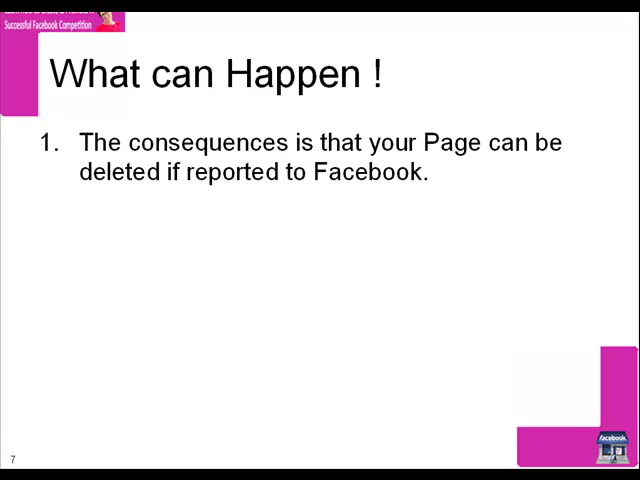 Successful Facebook Competition
What can Happen !
1. The consequences is that your Page can be
deleted if reported to Facebook.
7
facebook